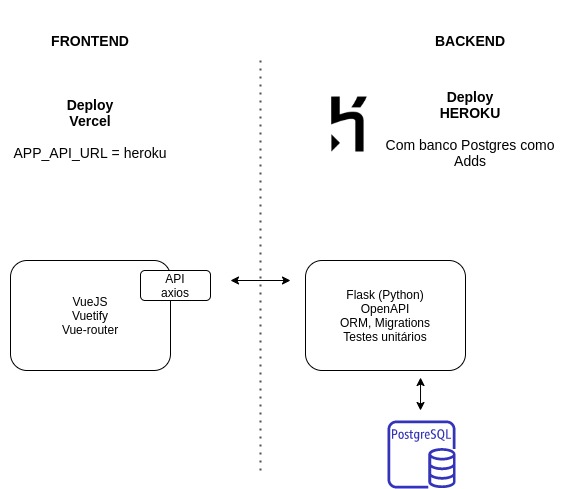 FRONTEND
BACKEND
Deploy
Vercel
APP_API_URL = heroku
Deploy
HEROKU
Com banco Postgres como
Adds
API
axios
VueJS
Vuetify
Vue-router
Flask (Python)
OpenAPI
ORM, Migrations
Testes unitários
PostgreSQL